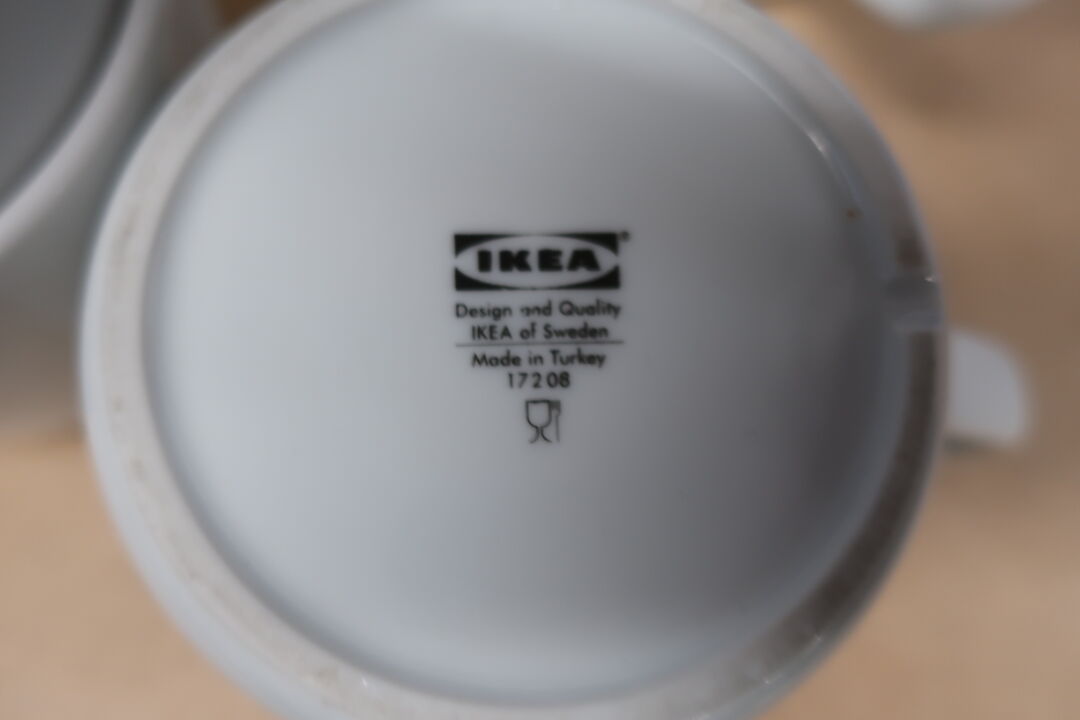 IKEA®
Design and Quality
IKEA of Sweden
Made in Turkey
17208